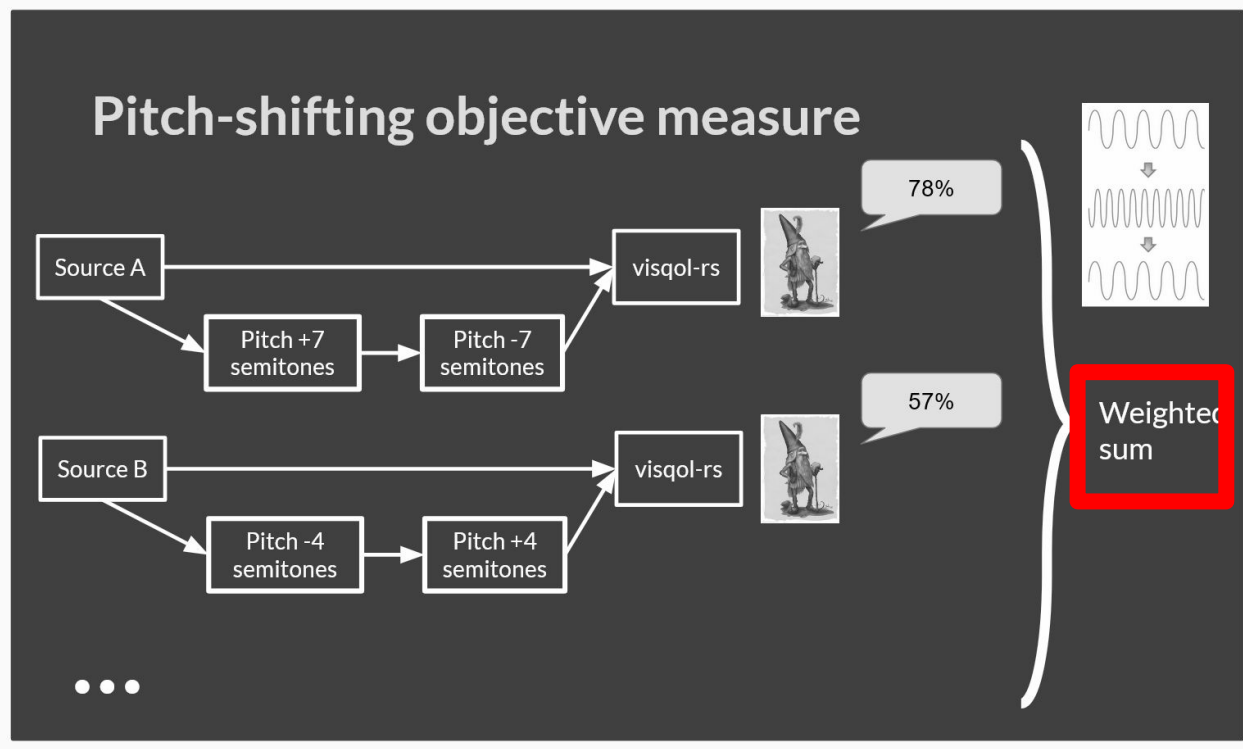 Pitch-shifting objective measure
78%
Source A
visqol-rs
Pitch +7
semitones
Pitch -7
semitones
57%
Weighted
sum
Source B
visqol-rs
Pitch -4
semitones
Pitch +4
semitones
...